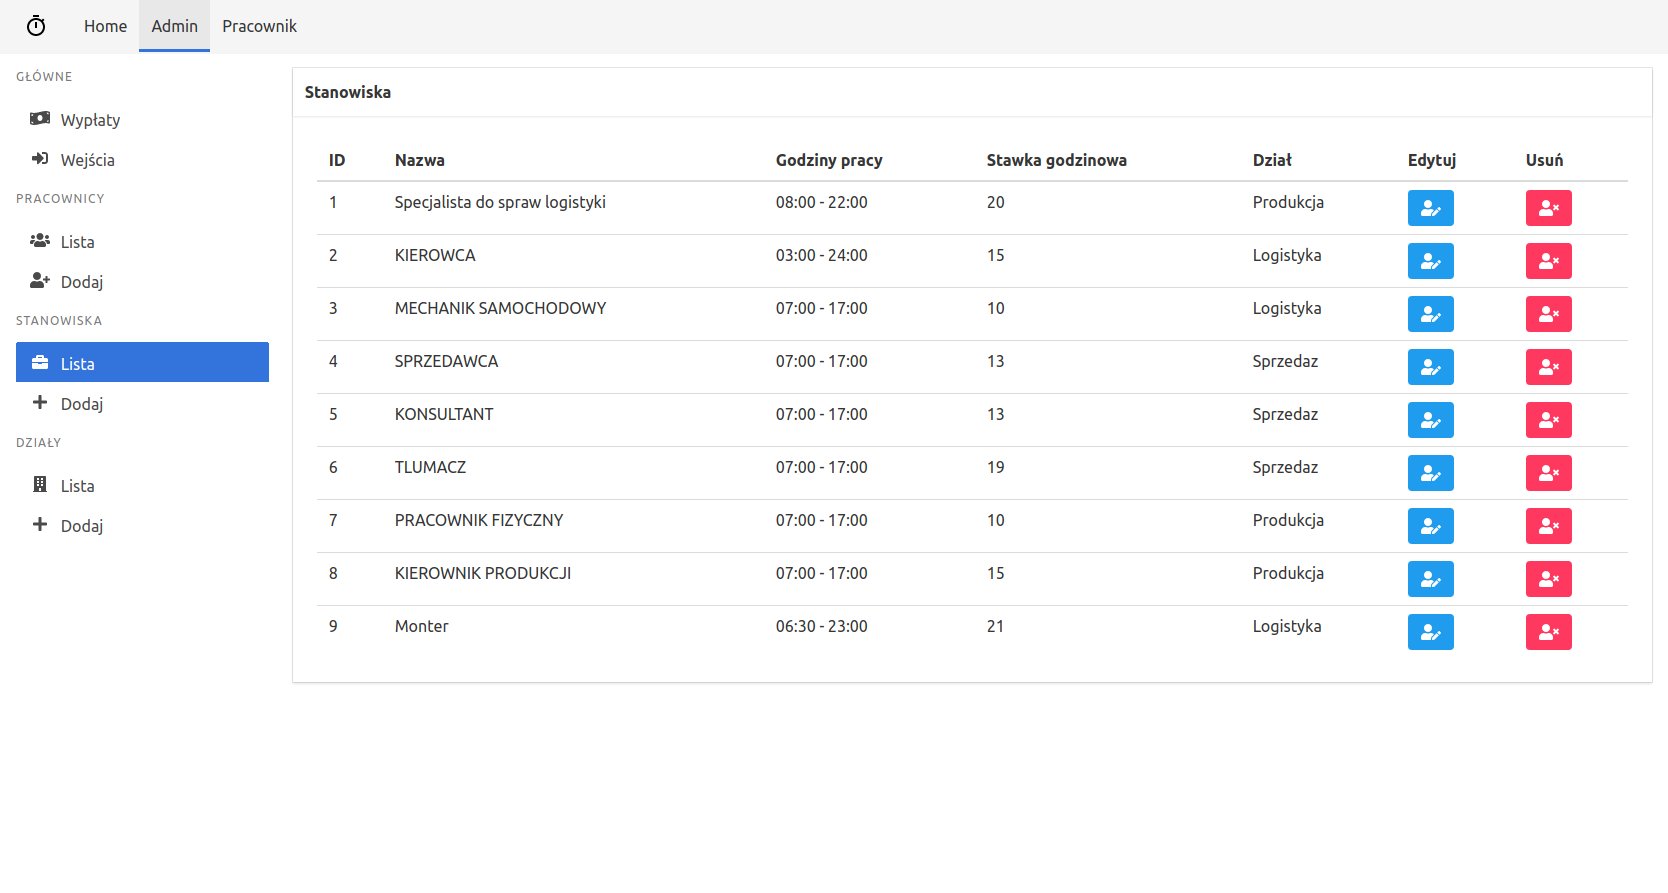 Home Admin Pracownik
GŁÓWNE
Wypłaty
Wejścia
PRACOWNICY
Lista
Dodaj
STANOWISKA
Lista
Dodaj
DZIAŁY
Lista
Dodaj
Stanowiska
ID Nazwa Godziny pracy Stawka godzinowa Dział Edytuj Usuń
1 Specjalista do spraw logistyki 08:00 - 22:00 20 Produkcja
2 KIEROWCA 03:00 - 24:00 15 Logistyka
3 MECHANIK SAMOCHODOWY 07:00 - 17:00 10 Logistyka
4 SPRZEDAWCA 07:00 - 17:00 13 Sprzedaz
5 KONSULTANT 07:00 - 17:00 13 Sprzedaz
6 TLUMACZ 07:00 - 17:00 19 Sprzedaz
7 PRACOWNIK FIZYCZNY 07:00 - 17:00 10 Produkcja
8 KIEROWNIK PRODUKCJI 07:00 - 17:00 15 Produkcja
9 Monter 06:30 - 23:00 21 Logistyka